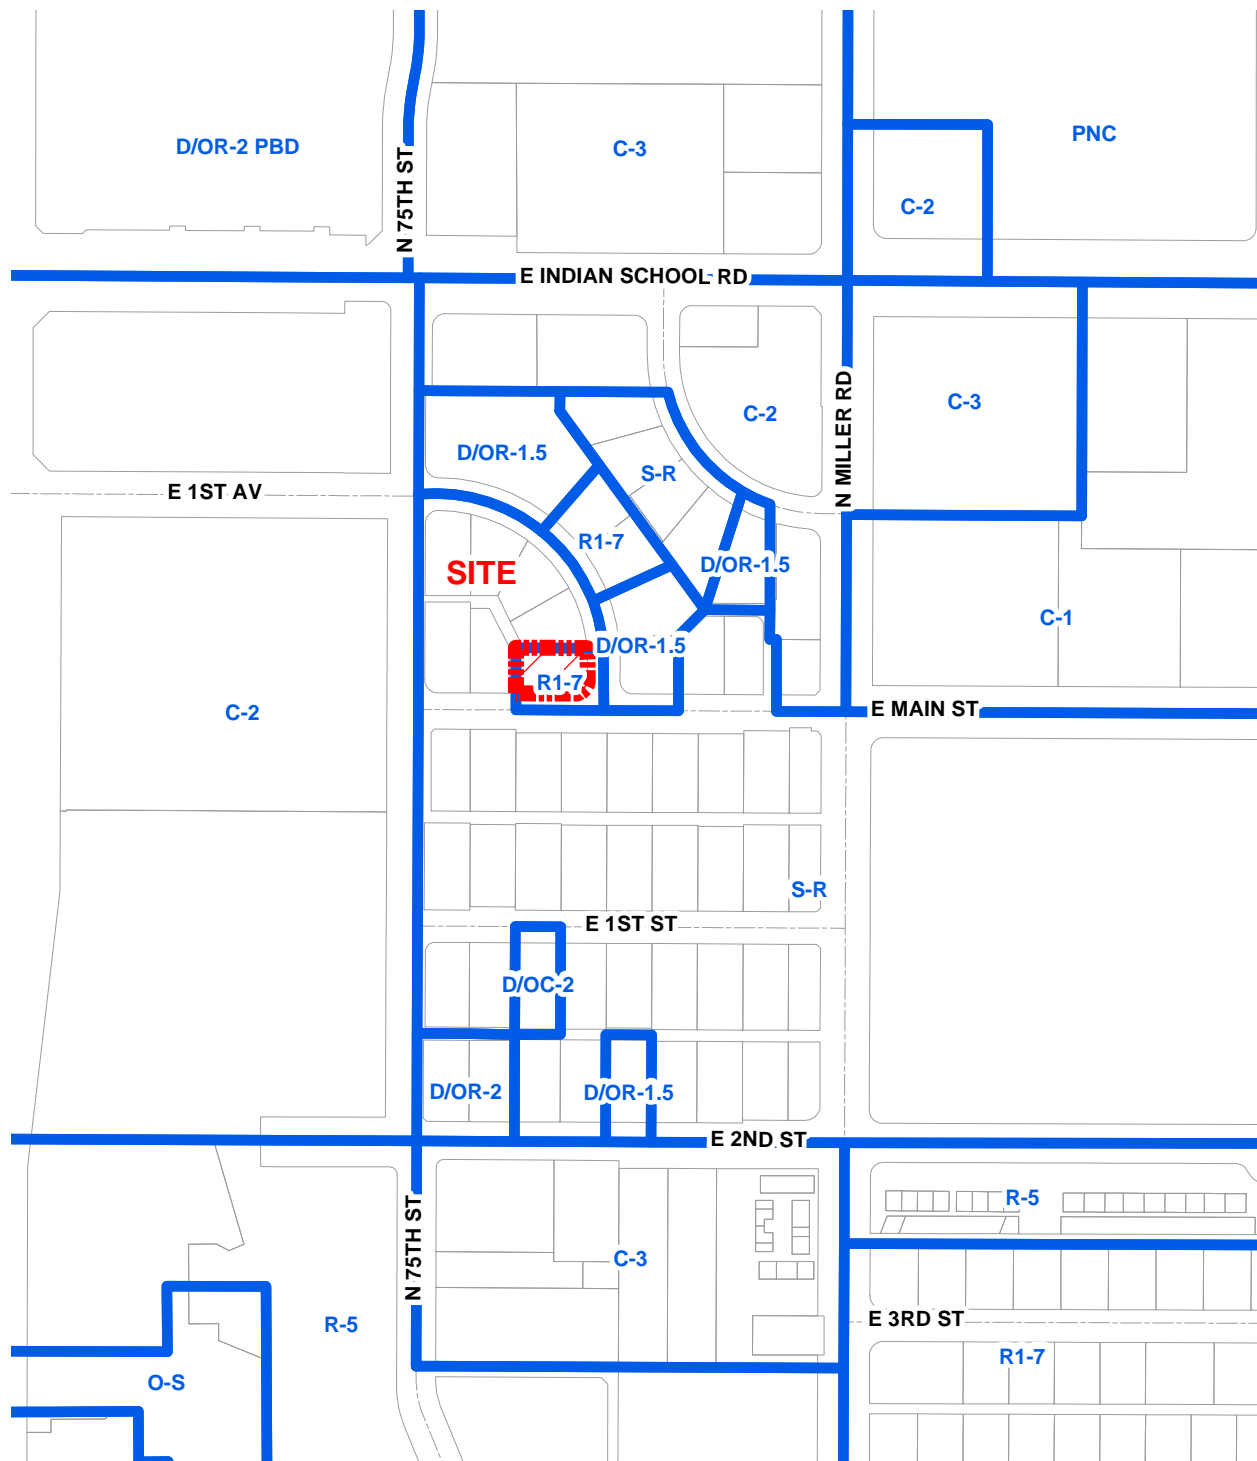 PNC
D/OR-2 PBD
C-3
N 75TH ST
C-2
E INDIAN SCHOOL RD
N MILLER RD
C-3
C-2
D/OR-1.5
S-R
E 1ST AV
R1-7
D/OR-1.5
SITE
C-1
D/OR-1.5
R1-7
C-2
E MAIN ST
S-R
E 1ST ST
D/OC-2
D/OR-2
D/OR-1.5
E 2ND ST
R-5
N 75TH ST
C-3
E 3RD ST
R-5
R1-7
O-S